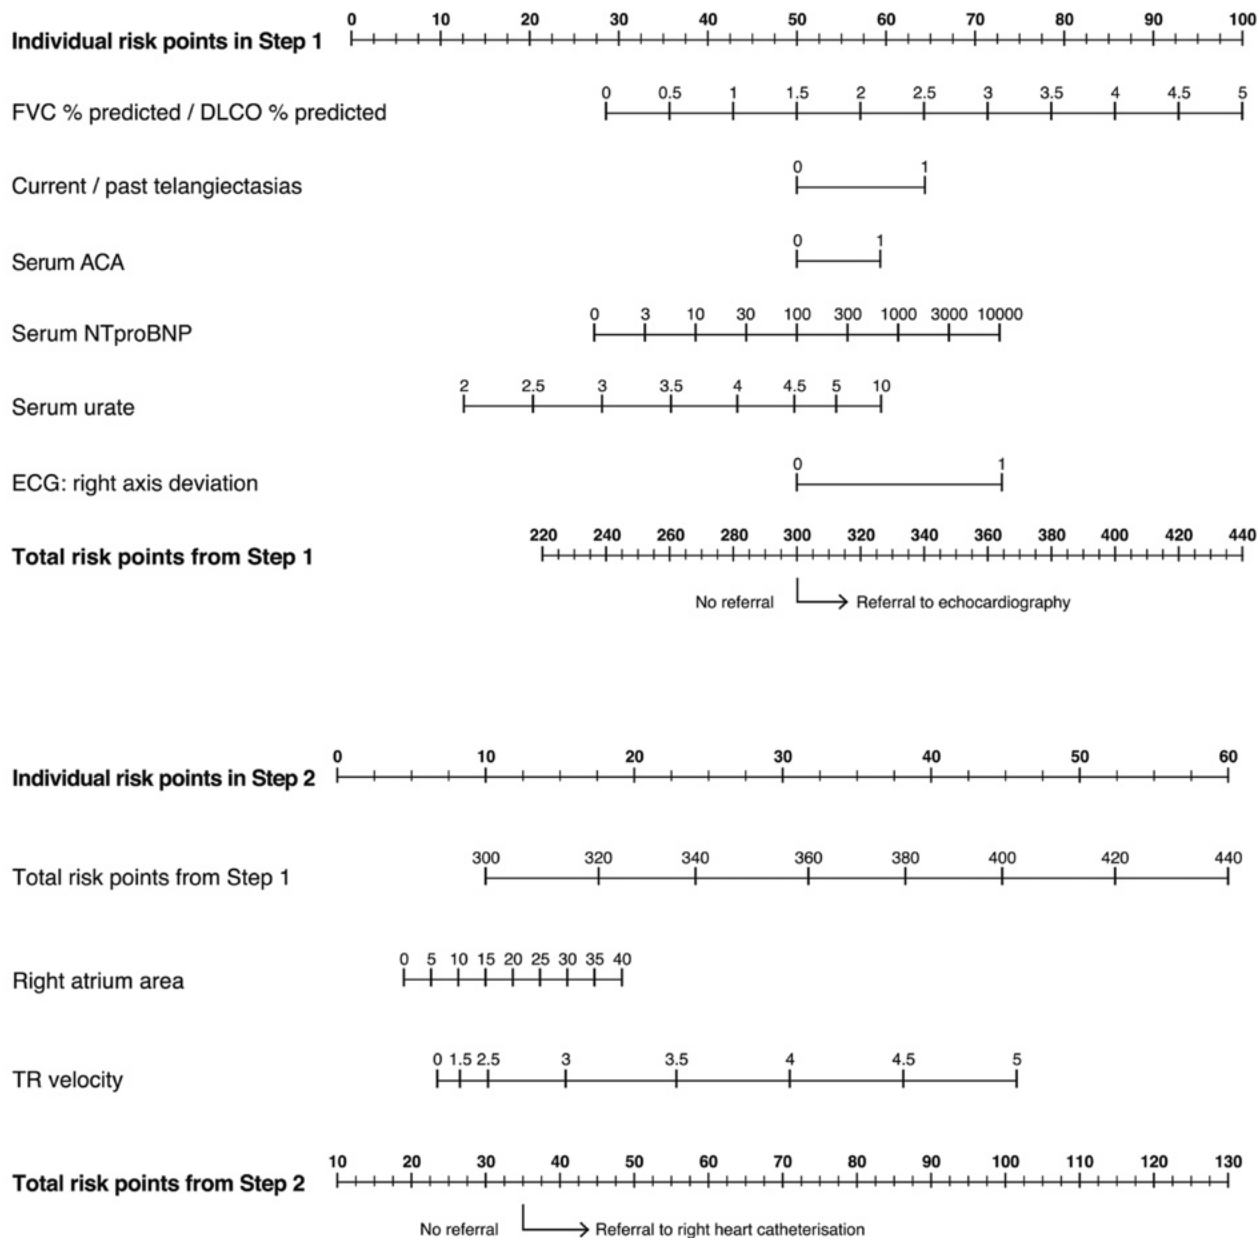 Individual risk points in Step 1 0 10 20 30 40 50 60 70 80 90 100
FVC % predicted / DLCO % predicted 0 0.5 1 1.5 2 2.5 3 3.5 4 4.5 5
Current / past telangiectasias 0 1
Serum ACA 0 1
Serum NTproBNP 0 3 10 30 100 300 1000 3000 10000
Serum urate 2 2.5 3 3.5 4 4.5 5 10
ECG: right axis deviation 0 1
Total risk points from Step 1 220 240 260 280 300 320 340 360 380 400 420 440
No referral Referral to echocardiography
Individual risk points in Step 2 0 10 20 30 40 50 60
Total risk points from Step 1 300 320 340 360 380 400 420 440
Right atrium area 0 5 10 15 20 25 30 35 40
TR velocity 0 1.5 2.5 3 3.5 4 4.5 5
Total risk points from Step 2 10 20 30 40 50 60 70 80 90 100 110 120 130
No referral Referral to right heart catheterisation